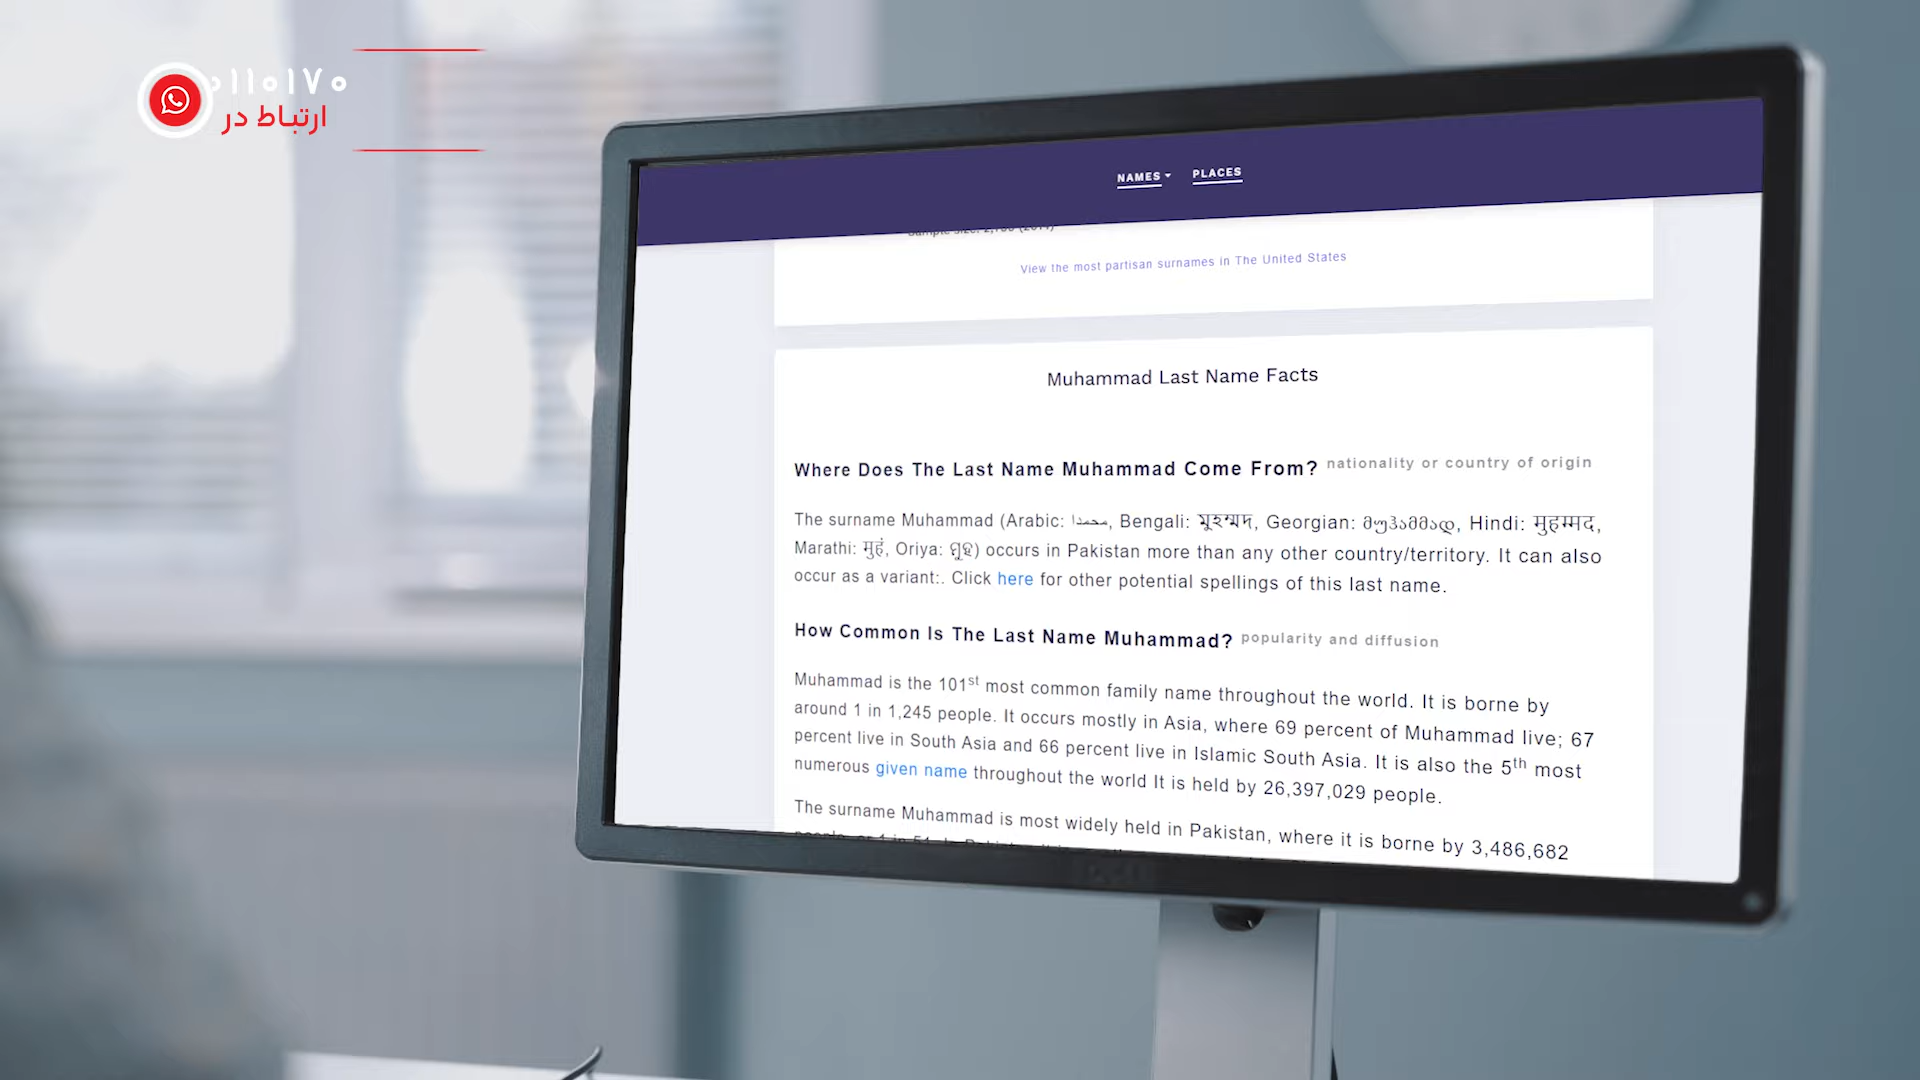 ارتباط در
NAMES PLACES
View the most partisan surnames in The United States
Muhammad Last Name Facts
Where Does The Last Name Muhammad Come From? nationality or country of origin
The surname Muhammad (Arabic: محمدا, Bengali: মুহম্মদ, Georgian: მუჰამმადი, Hindi: मुहम्मद,
Marathi: मुहं, Oriya: ମୁହ) occurs in Pakistan more than any other country/territory. It can also
occur as a variant:. Click here for other potential spellings of this last name.
How Common Is The Last Name Muhammad? popularity and diffusion
Muhammad is the 101st most common family name throughout the world. It is borne by
around 1 in 1,245 people. It occurs mostly in Asia, where 69 percent of Muhammad live; 67
percent live in South Asia and 66 percent live in Islamic South Asia. It is also the 5th most
numerous given name throughout the world It is held by 26,397,029 people.
The surname Muhammad is most widely held in Pakistan, where it is borne by 3,486,682